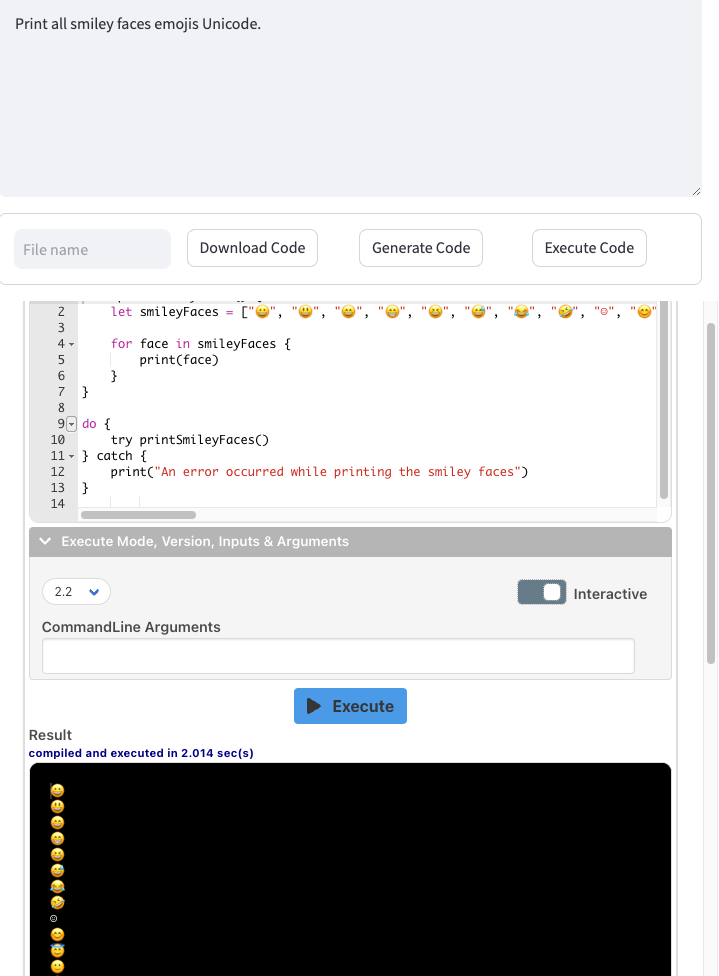 Print all smiley faces emojis Unicode.
File name
Download Code
Generate Code
Execute Code
2 let smileyFaces = ["😀", "😃", "😄", "😁", "😆", "😅", "😂", "🤣", "☺", "😊"
3
4 for face in smileyFaces {
5 print(face)
6 }
7 }
8
9 do {
10 try printSmileyFaces()
11 } catch {
12 print("An error occurred while printing the smiley faces")
13 }
14
Execute Mode, Version, Inputs & Arguments
2.2
Interactive
CommandLine Arguments
Execute
Result
compiled and executed in 2.014 sec(s)
😀
😃
😄
😁
😆
😅
😂
🤣
☺
😊
😇
🙂